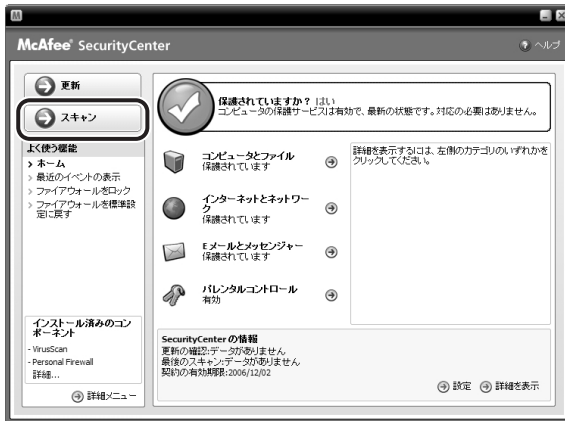 M
McAfee® SecurityCenter
ヘルプ
更新
スキャン
よく使う機能
> ホーム
> 最近のイベントの表示
> ファイアウォールをロック
> ファイアウォールを標準設
定に戻す
インストール済みのコン
ポーネント
- VirusScan
- Personal Firewall
詳細...
詳細メニュー
保護されていますか? はい
コンピュータの保護サービスは有効で、最新の状態です。対応の必要はありません。
コンピュータとファイル
保護されています
インターネットとネットワー
ク
保護されています
Eメールとメッセンジャー
保護されています
ペアレンタルコントロール
有効
詳細を表示するには、左側のカテゴリのいずれかを
クリックしてください。
SecurityCenter の情報
更新の確認:データがありません
最後のスキャン:データがありません
契約の有効期限:2006/12/02
設定
詳細を表示